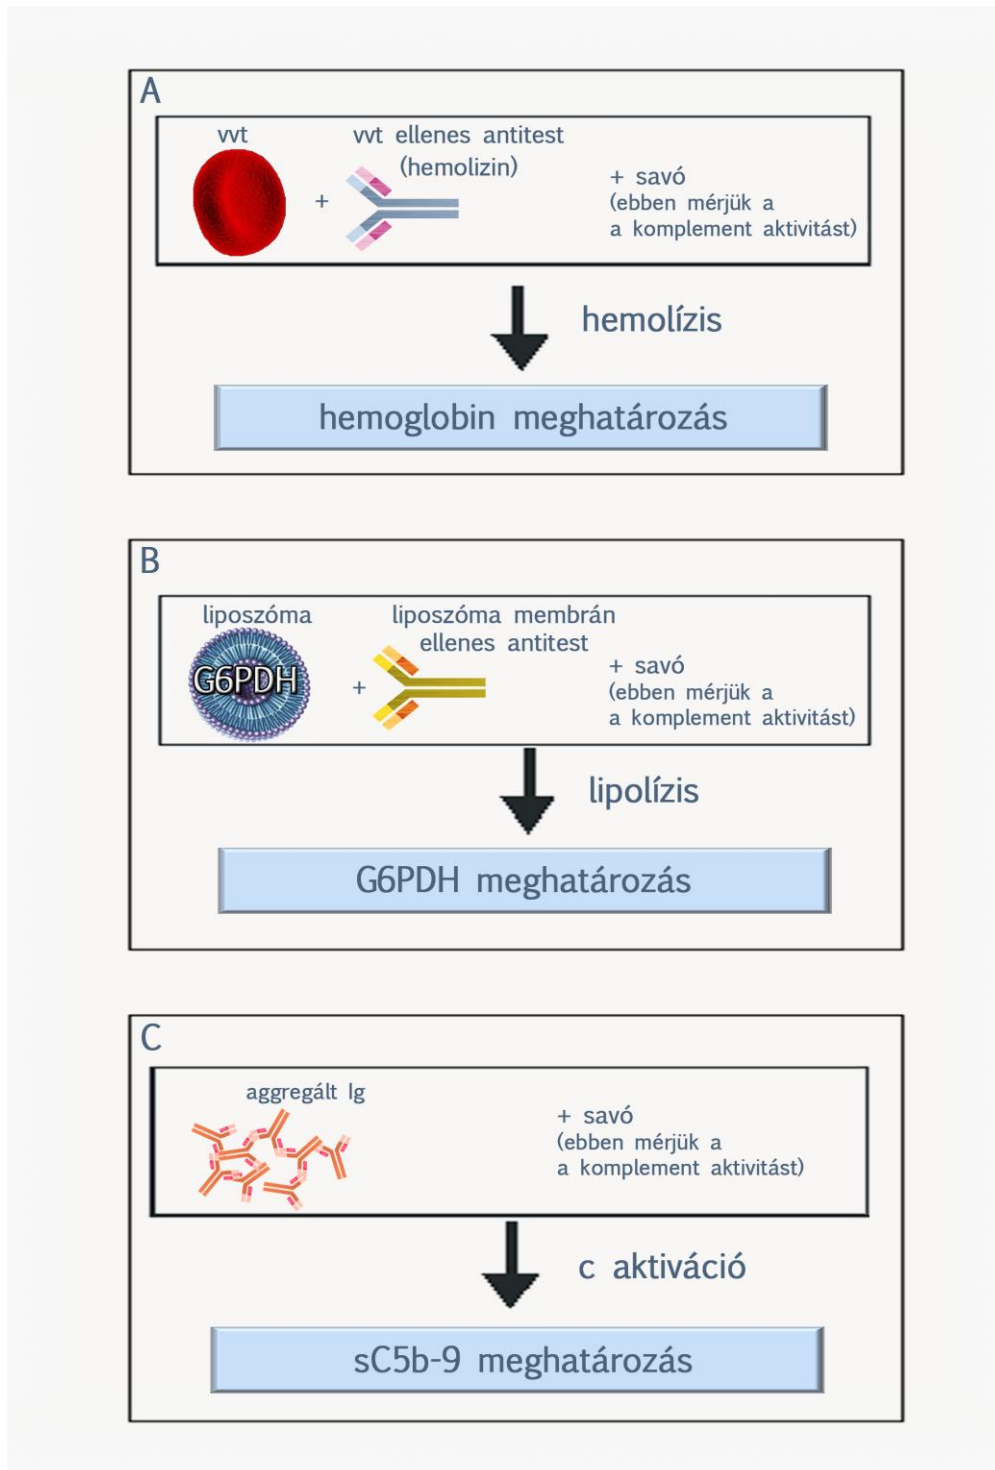 A
vvt
vvt ellenes antitest
(hemolizin)
+
+ savó
(ebben mérjük a
a komplement aktivitást)
hemolízis
hemoglobin meghatározás
B
liposzóma
liposzóma membrán
ellenes antitest
G6PDH
+
+ savó
(ebben mérjük a
a komplement aktivitást)
lipolízis
G6PDH meghatározás
C
aggregált Ig
+ savó
(ebben mérjük a
a komplement aktivitást)
c aktiváció
sC5b-9 meghatározás